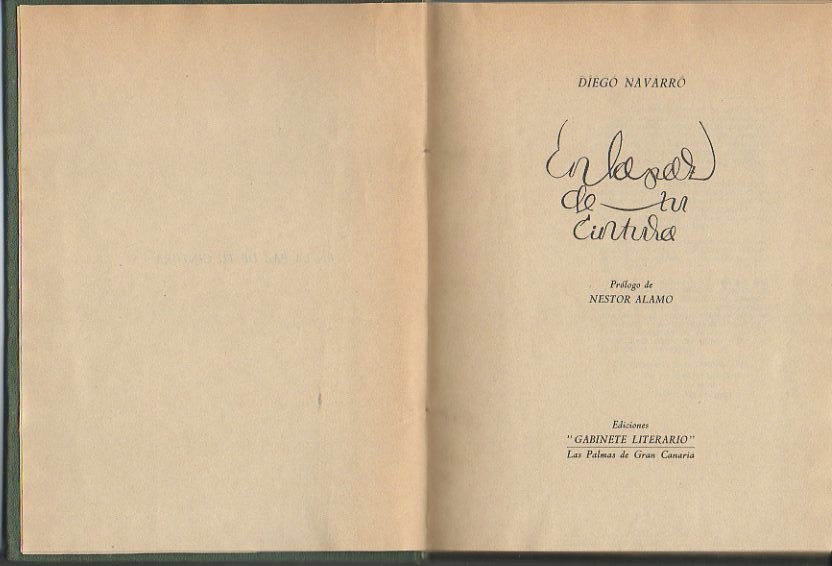 DIEGO NAVARRO
En la paz
de tu
Cintura
Prólogo de
NESTOR ALAMO
Ediciones
"GABINETE LITERARIO"
Las Palmas de Gran Canaria